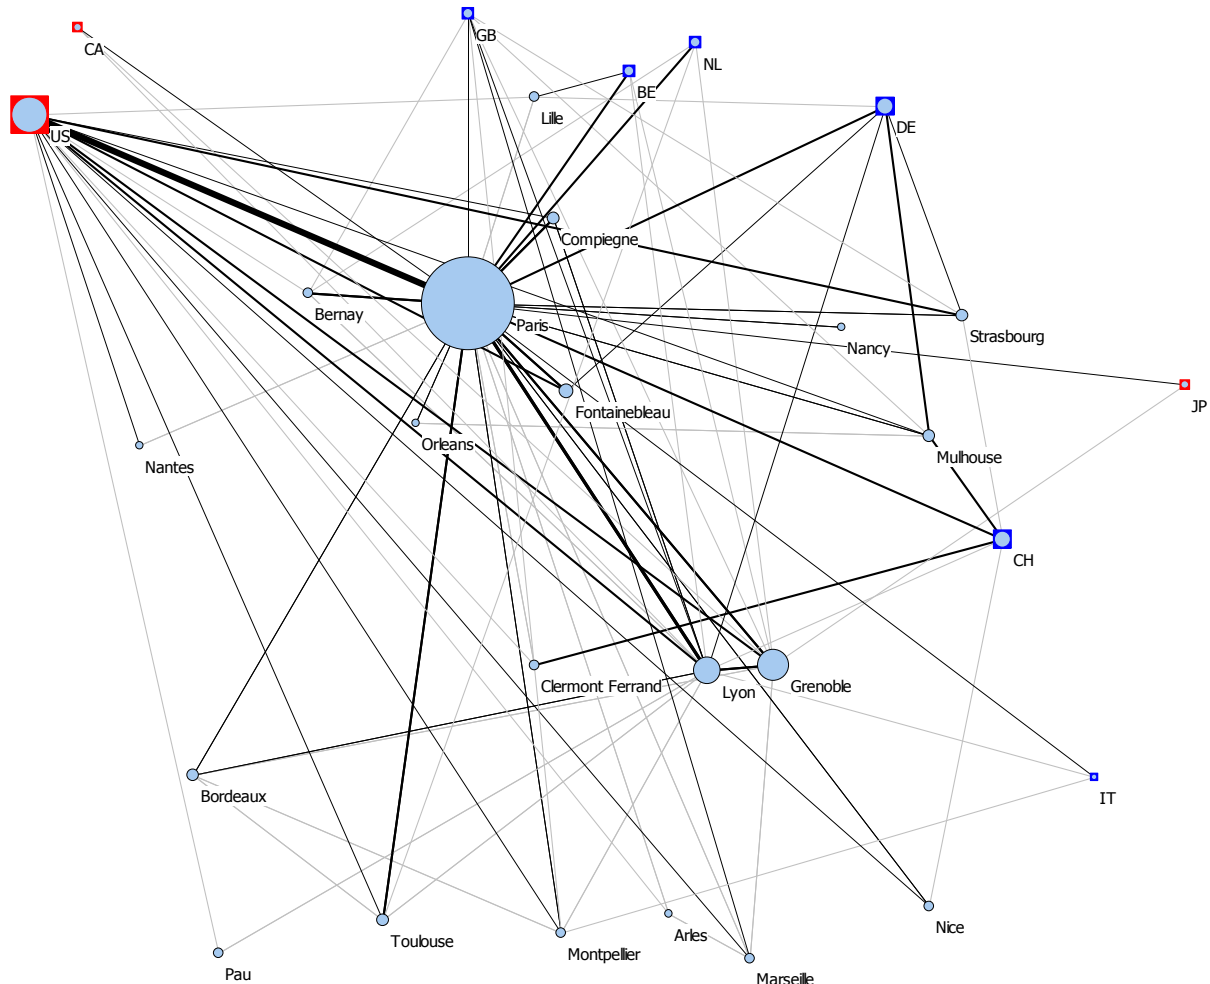 GB
CA
NL
BE
Lille
US
DE
Compiegne
Bernay
Paris
Strasbourg
Nancy
JP
Fontainebleau
Orleans
Mulhouse
Nantes
CH
Clermont Ferrand
Grenoble
Lyon
Bordeaux
IT
Nice
Arles
Toulouse
Montpellier
Pau
Marseille